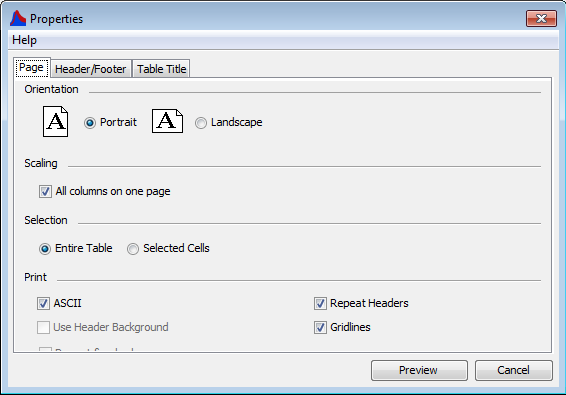 Properties
Help
Page Header/Footer Table Title
Orientation
A Portrait A Landscape
Scaling
All columns on one page
Selection
Entire Table Selected Cells
Print
ASCII Repeat Headers
Use Header Background Gridlines
Preview Cancel